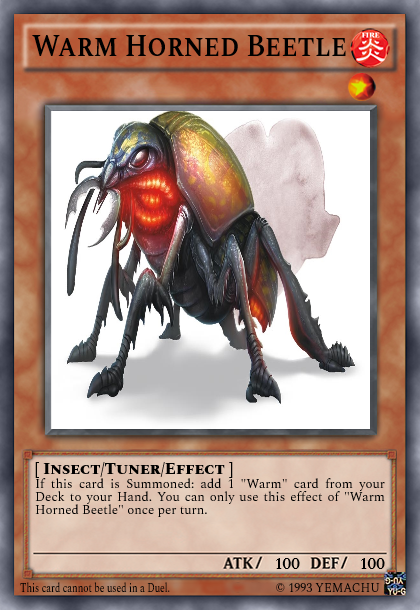 WARM HORNED BEETLE
FIRE
炎
[ INSECT/TUNER/EFFECT ]
If this card is Summoned: add 1 "Warm" card from your
Deck to your Hand. You can only use this effect of "Warm
Horned Beetle" once per turn.
ATK/ 100 DEF/ 100
This card cannot be used in a Duel.
© 1993 YEMACHU
YU-G